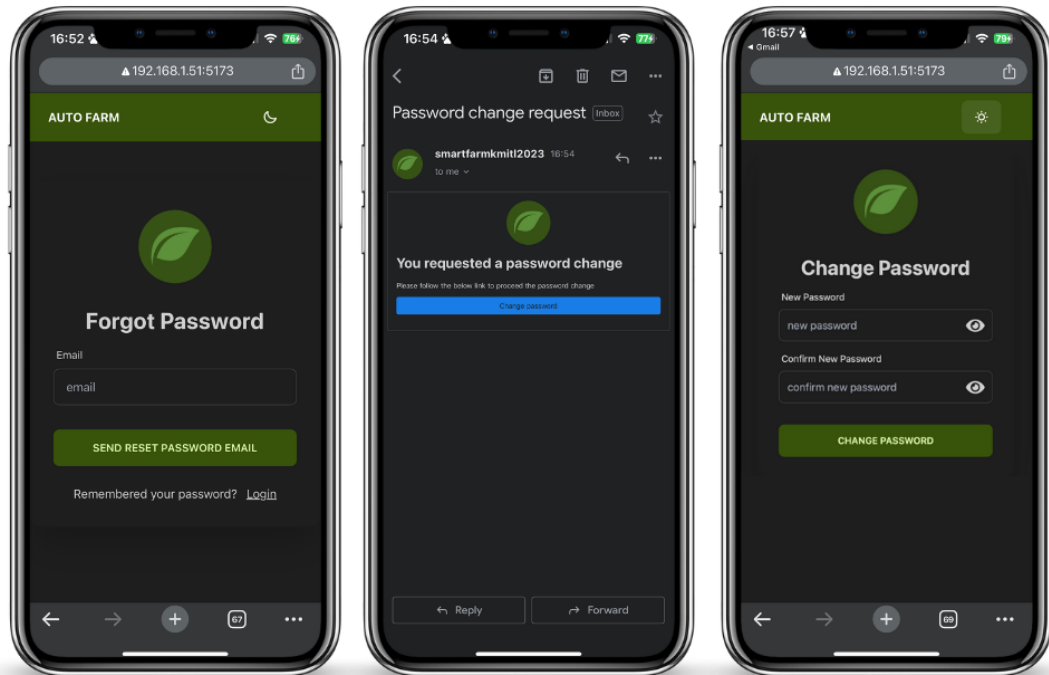 16:52
76
192.168.1.51:5173
AUTO FARM
Forgot Password
Email
email
SEND RESET PASSWORD EMAIL
Remembered your password? Login
67
16:54
77
Password change request Inbox
smartfarmkmitl2023 16:54
to me
You requested a password change
Please follow the below link to proceed the password change
Change password
Reply
Forward
16:57
79
Gmail
192.168.1.51:5173
AUTO FARM
Change Password
New Password
new password
Confirm New Password
confirm new password
CHANGE PASSWORD
69